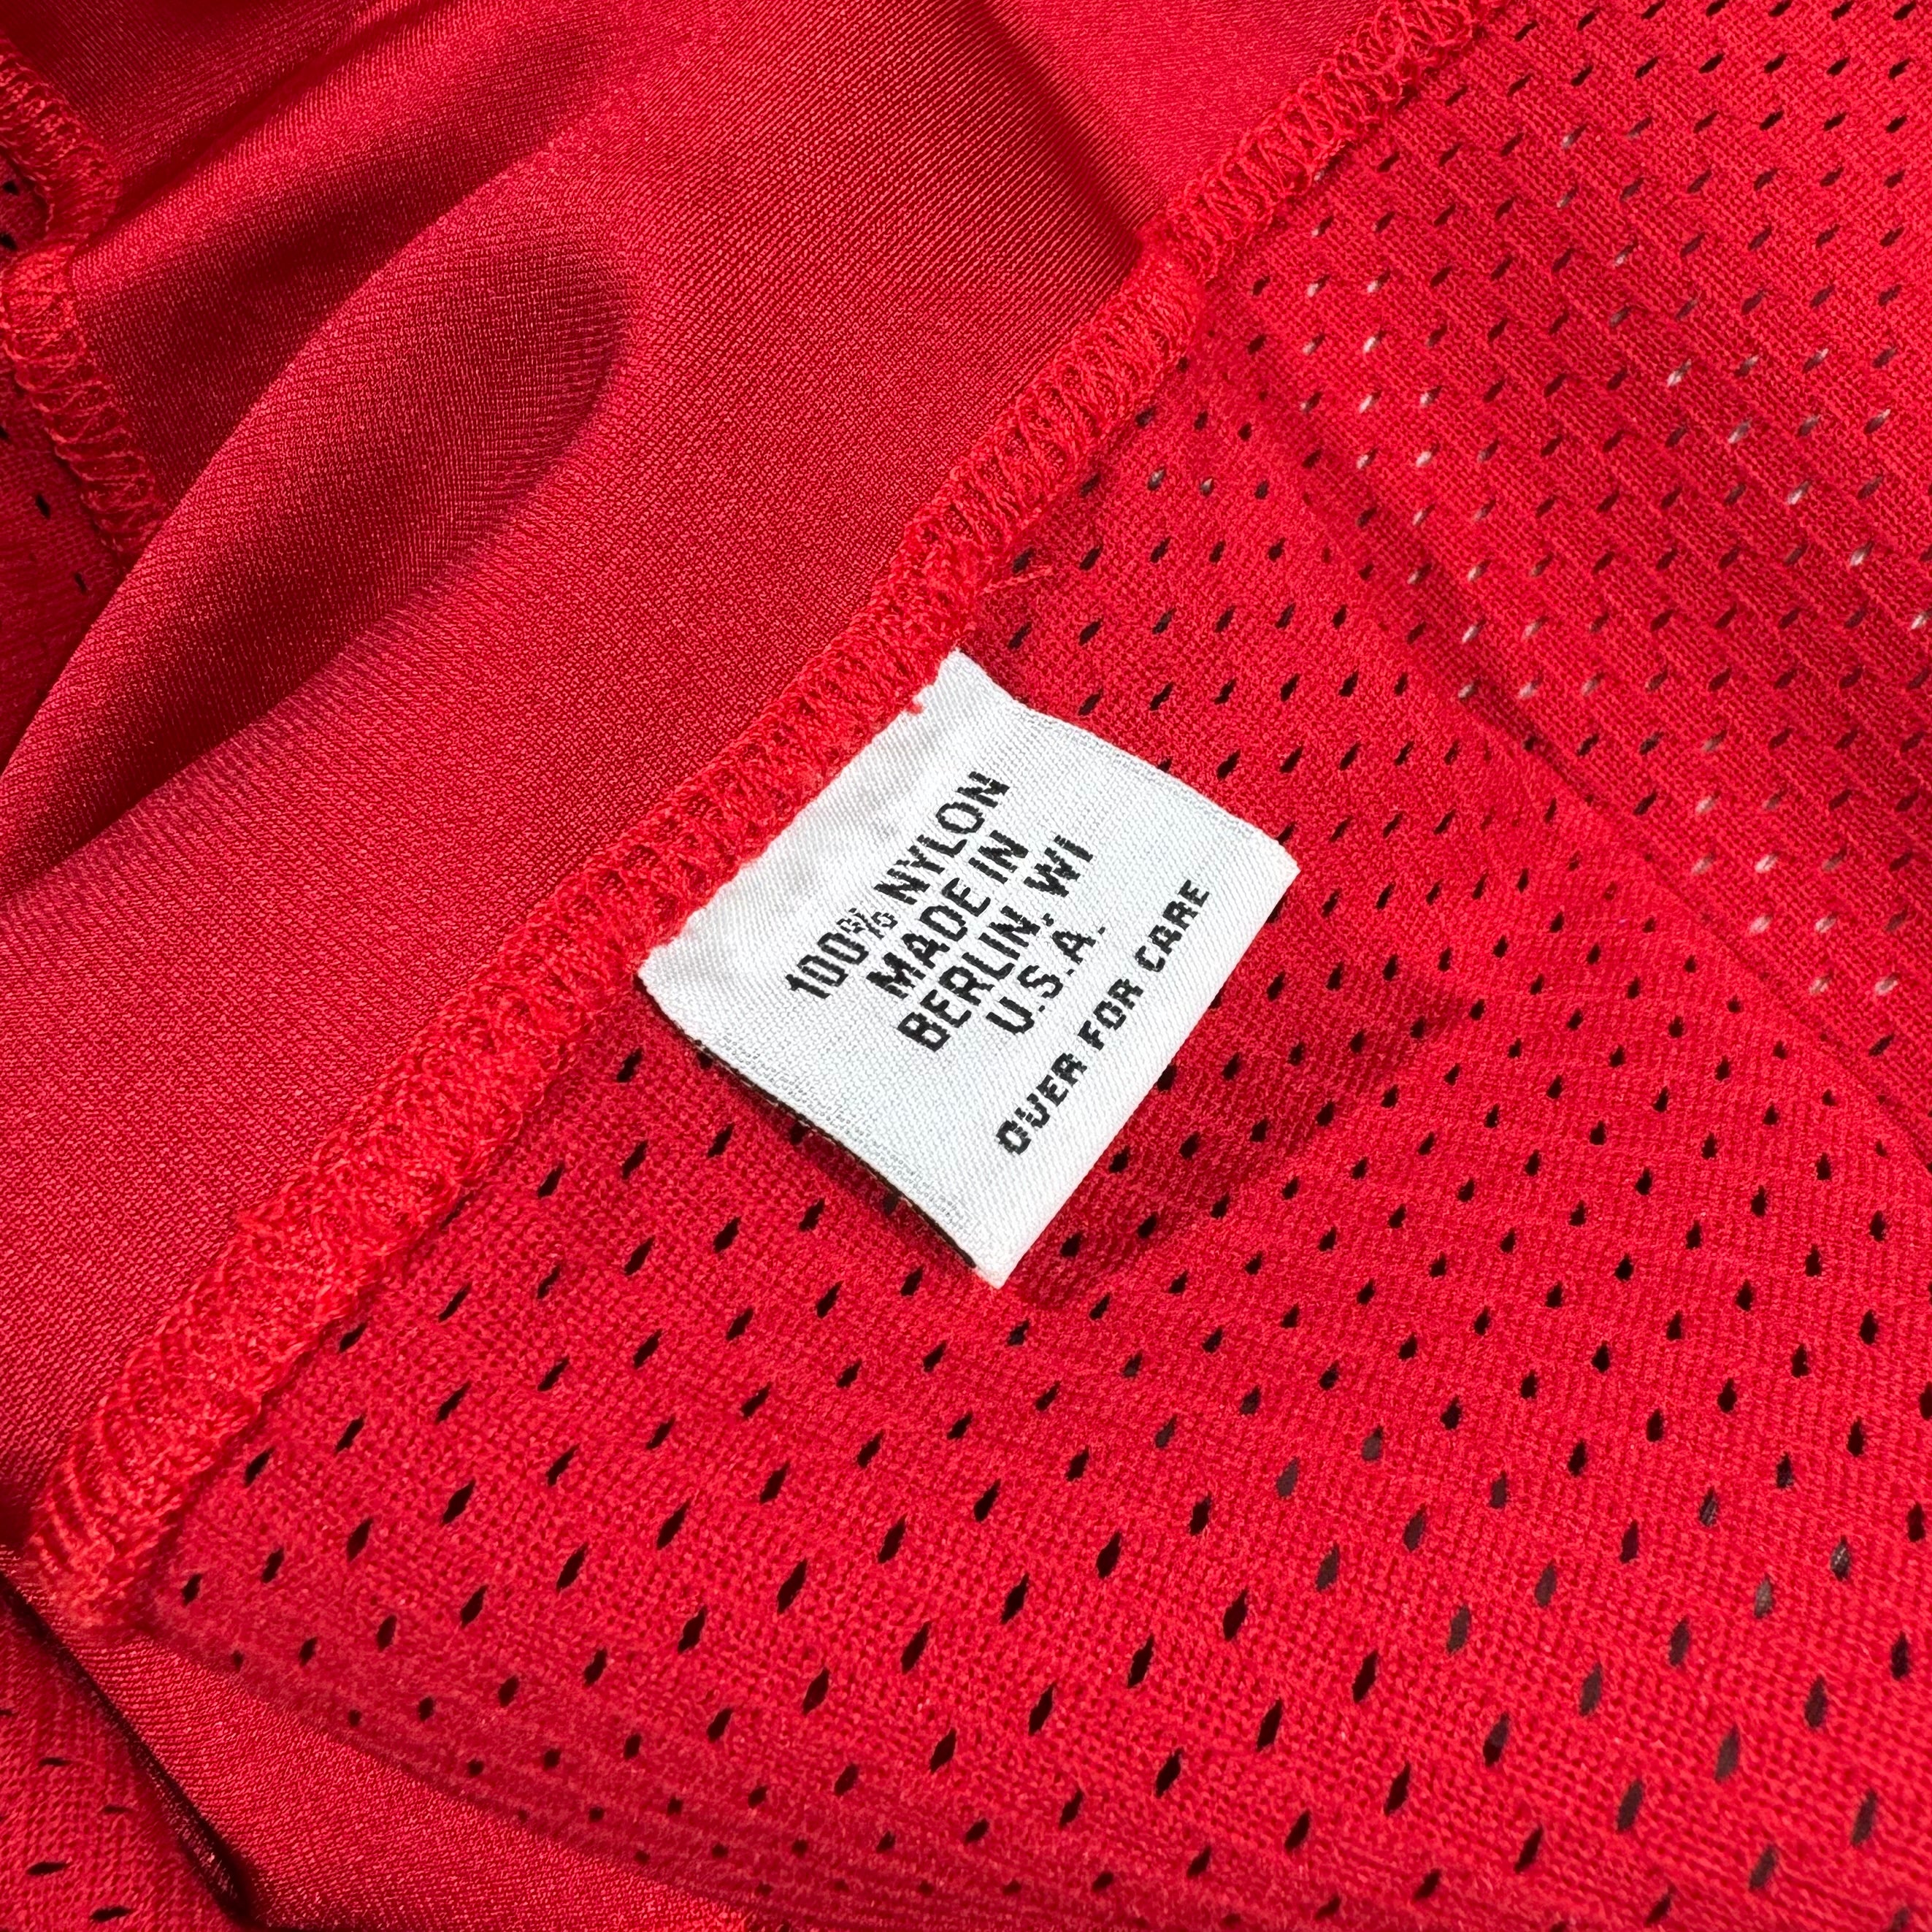 100% NYLON
MADE IN
BERLIN, WI
U.S.A.
OVER FOR CARE